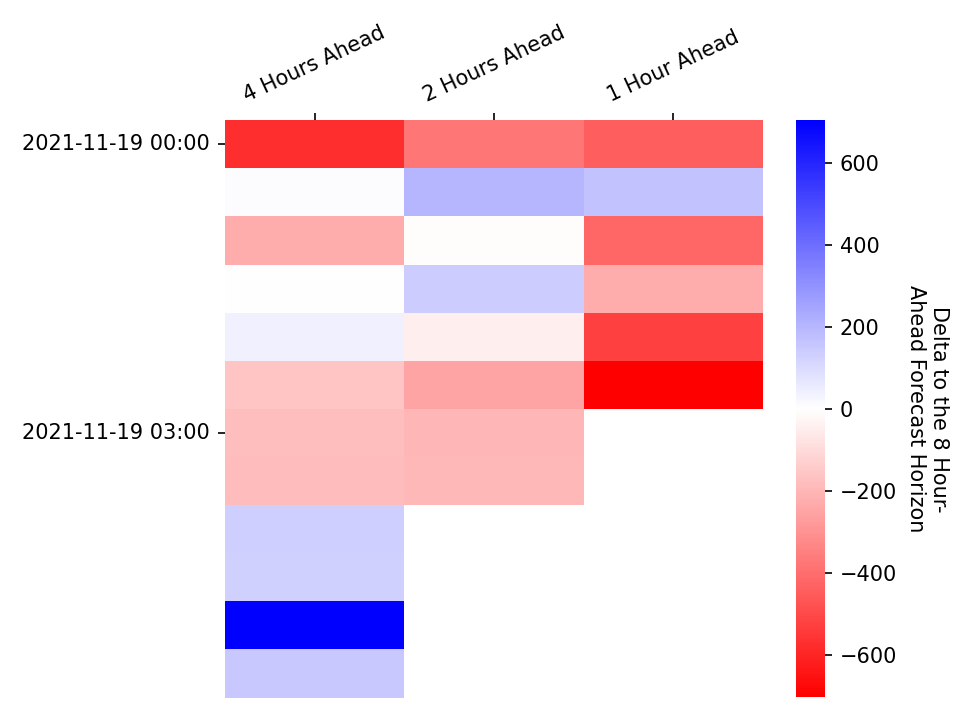 4 Hours Ahead
2 Hours Ahead
1 Hour Ahead
2021-11-19 00:00
2021-11-19 03:00
600
400
200
0
−200
−400
−600
Delta to the 8 Hour-
Ahead Forecast Horizon